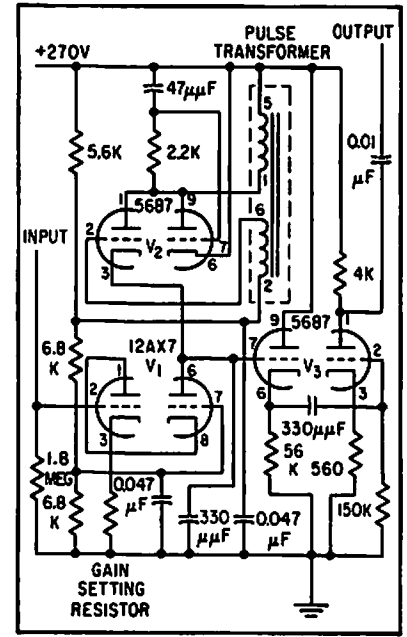 +270V
PULSE
TRANSFORMER
OUTPUT
47μμF
5.6K
2.2K
5
1
6
2
0.01
μF
1
9
5687
2
7
V2
3
6
INPUT
4K
6.8
K
12AX7
V1
1
6
2
7
3
8
9
5687
1
7
2
V3
6
3
1.8
MEG
6.8
K
0.047
μF
330
μμF
0.047
μF
330μμF
56
K
560
150K
GAIN
SETTING
RESISTOR